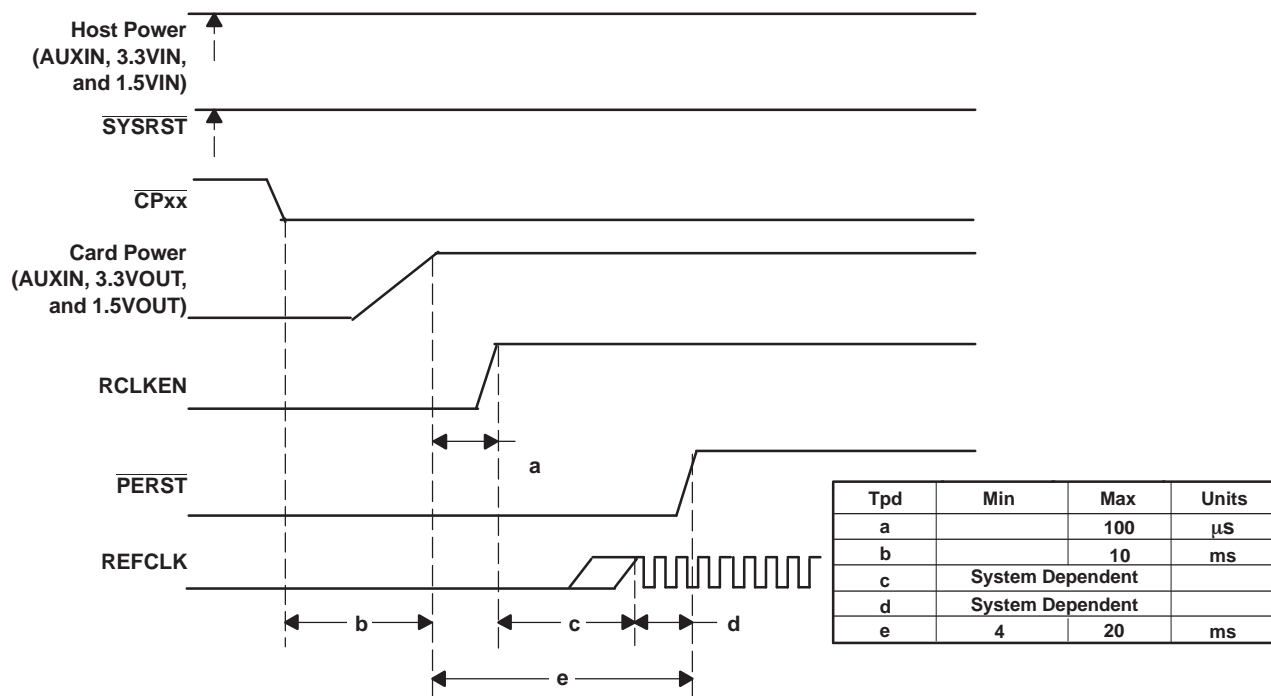 Host Power
(AUXIN, 3.3VIN,
and 1.5VIN)
SYSRST
CPxx
Card Power
(AUXIN, 3.3VOUT,
and 1.5VOUT)
RCLKEN
a
PERST
REFCLK
b
c
d
e
Tpd Min Max Units
a 100 μs
b 10 ms
c System Dependent
d System Dependent
e 4 20 ms